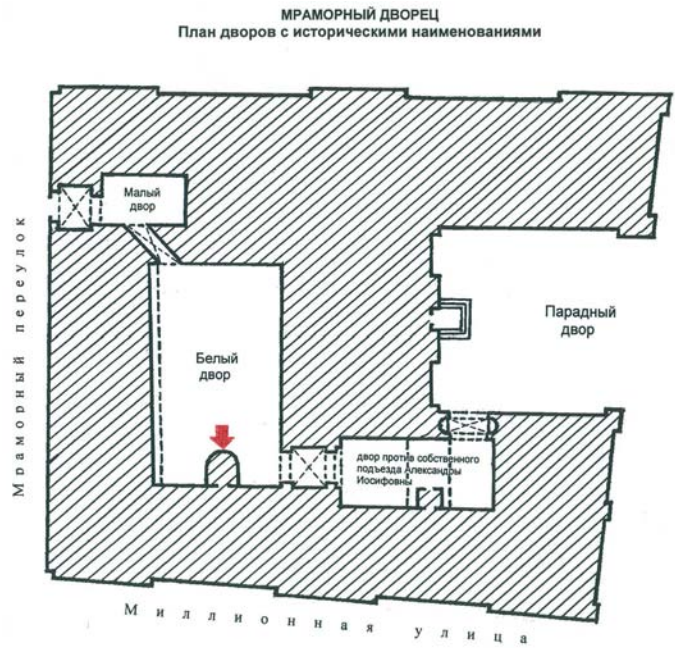 МРАМОРНЫЙ ДВОРЕЦ
План дворов с историческими наименованиями
Малый
двор
Мраморный переулок
Парадный
двор
Белый
двор
двор против собственного
подъезда Александры
Иосифовны
Миллионная улица